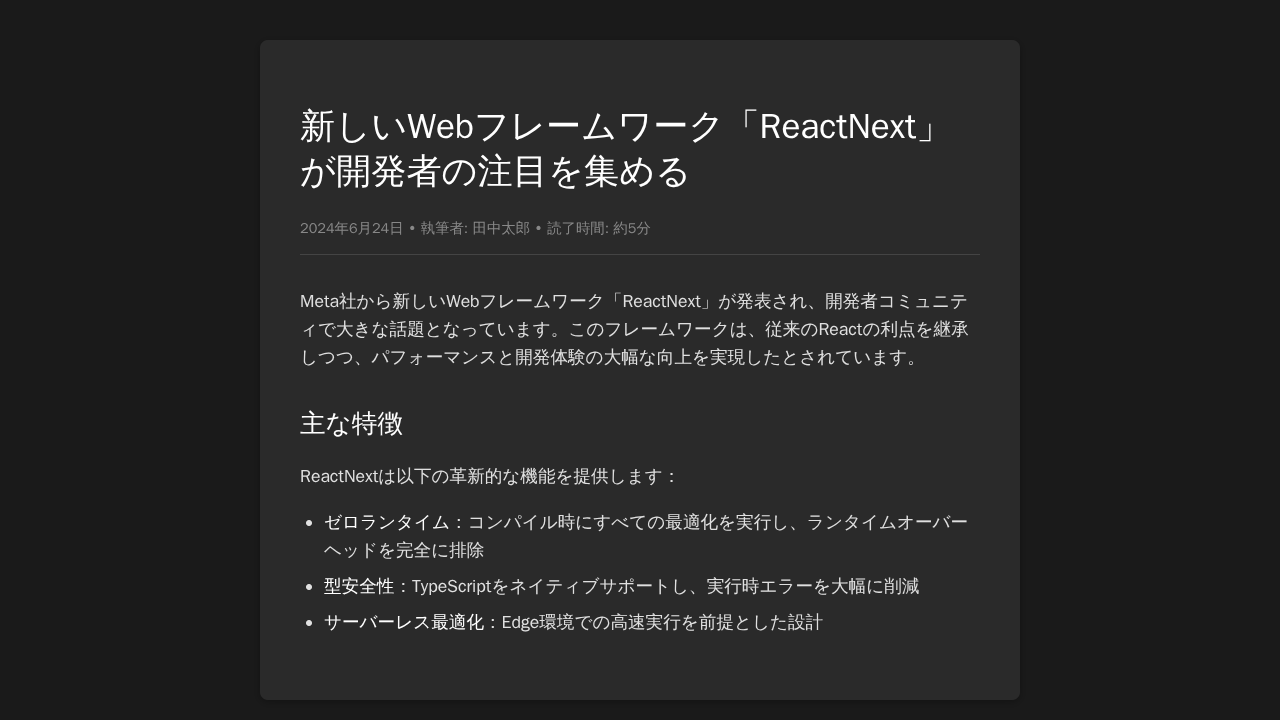 新しいWebフレームワーク「ReactNext」
が開発者の注目を集める
2024年6月24日 • 執筆者: 田中太郎 • 読了時間: 約5分
Meta社から新しいWebフレームワーク「ReactNext」が発表され、開発者コミュニテ
ィで大きな話題となっています。このフレームワークは、従来のReactの利点を継承
しつつ、パフォーマンスと開発体験の大幅な向上を実現したとされています。
主な特徴
ReactNextは以下の革新的な機能を提供します：
• ゼロランタイム：コンパイル時にすべての最適化を実行し、ランタイムオーバー
ヘッドを完全に排除
• 型安全性：TypeScriptをネイティブサポートし、実行時エラーを大幅に削減
• サーバーレス最適化：Edge環境での高速実行を前提とした設計